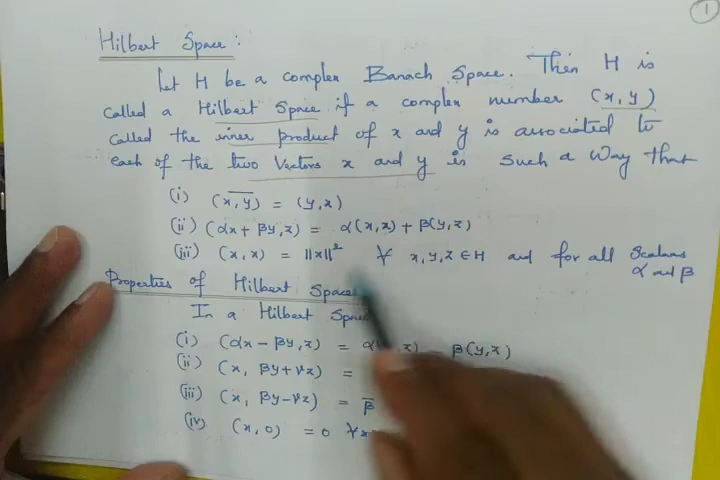 1
Hilbert Space :
Let H be a complex Banach Space. Then H is
called a Hilbert Space if a complex number (x, y)
called the inner product of x and y is associated to
each of the two Vectors x and y in such a way that
(i) (\overline{x, y}) = (y, x)
(ii) (αx + βy, z) = α(x, z) + β(y, z)
(iii) (x, x) = ||x||² ∀ x, y, z ∈ H and for all Scalars
α and β
Properties of Hilbert Space
In a Hilbert Space
(i) (αx - βy, z) = α(x, z) - β(y, z)
(ii) (x, βy + γz) =
(iii) (x, βy - γz) = \overline{β}
(iv) (x, 0) = 0 ∀ x